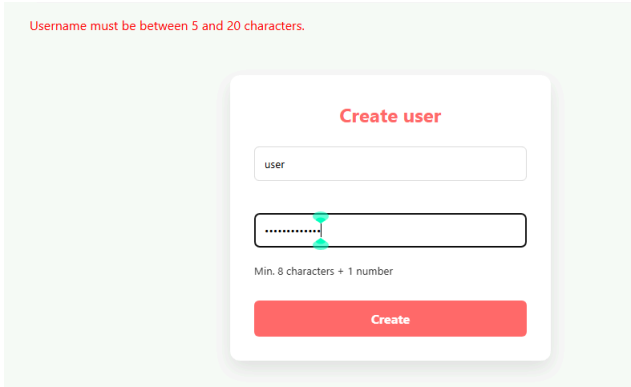 Username must be between 5 and 20 characters.
Create user
user
•••••••••••••
Min. 8 characters + 1 number
Create